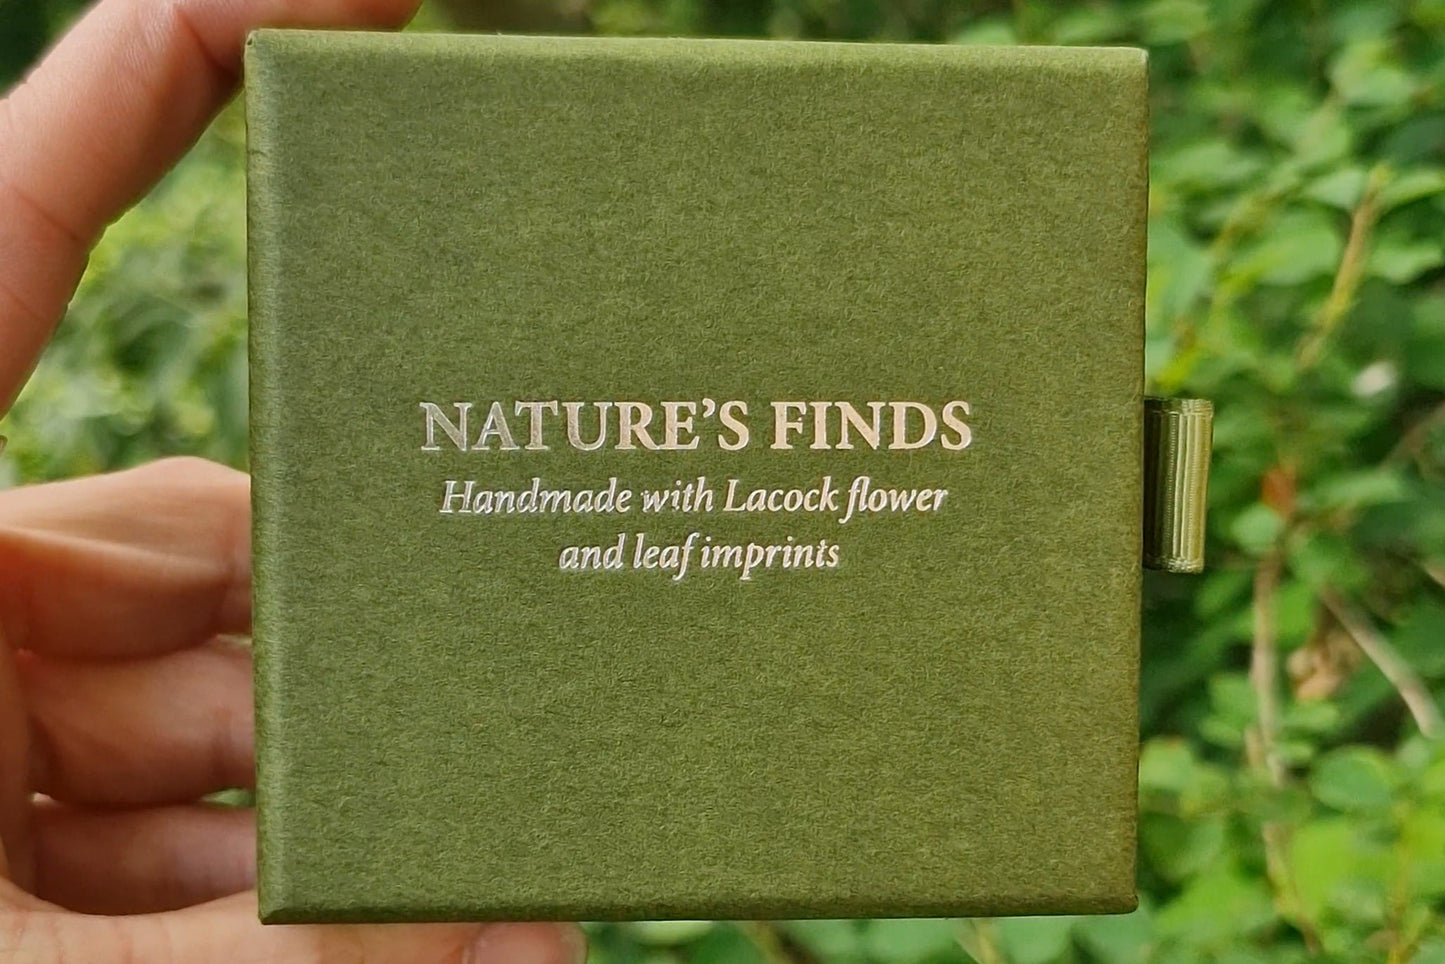 NATURE’S FINDS
Handmade with Lacock flower
and leaf imprints